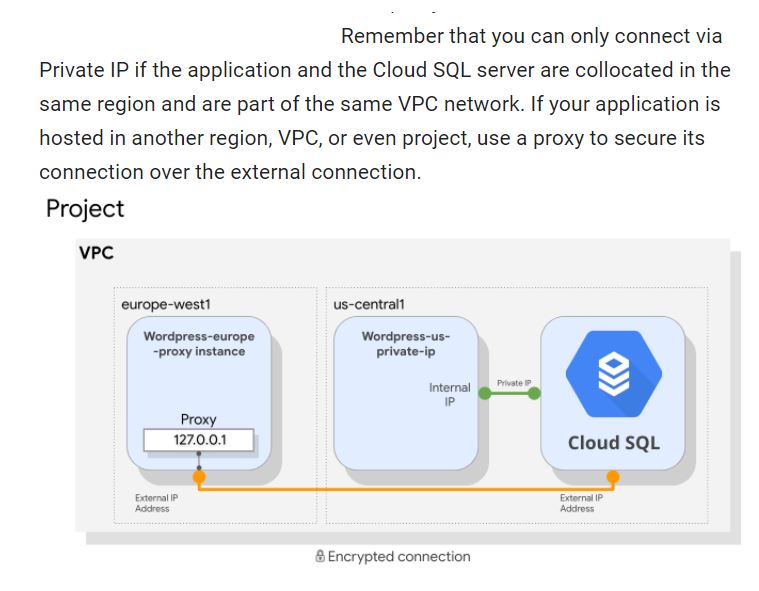 Remember that you can only connect via
Private IP if the application and the Cloud SQL server are collocated in the
same region and are part of the same VPC network. If your application is
hosted in another region, VPC, or even project, use a proxy to secure its
connection over the external connection.
Project
VPC
europe-west1
us-central1
Wordpress-europe
-proxy instance
Wordpress-us-
private-ip
Internal
IP
Private IP
Proxy
127.0.0.1
Cloud SQL
External IP
Address
External IP
Address
Encrypted connection